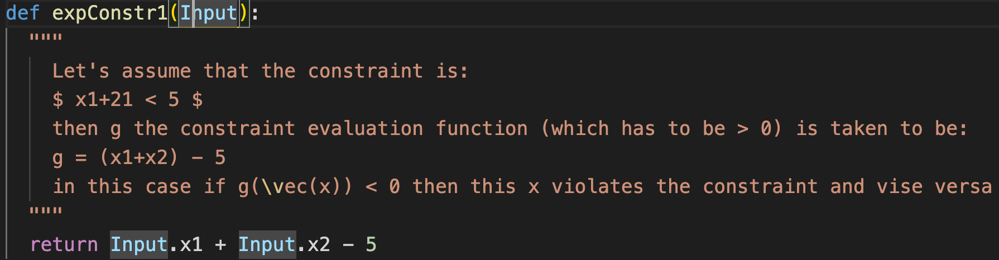 def expConstr1(Input):
"""
Let's assume that the constraint is:
$ x1+21 < 5 $
then g the constraint evaluation function (which has to be > 0) is taken to be:
g = (x1+x2) - 5
in this case if g(\vec(x)) < 0 then this x violates the constraint and vise versa
"""
return Input.x1 + Input.x2 - 5